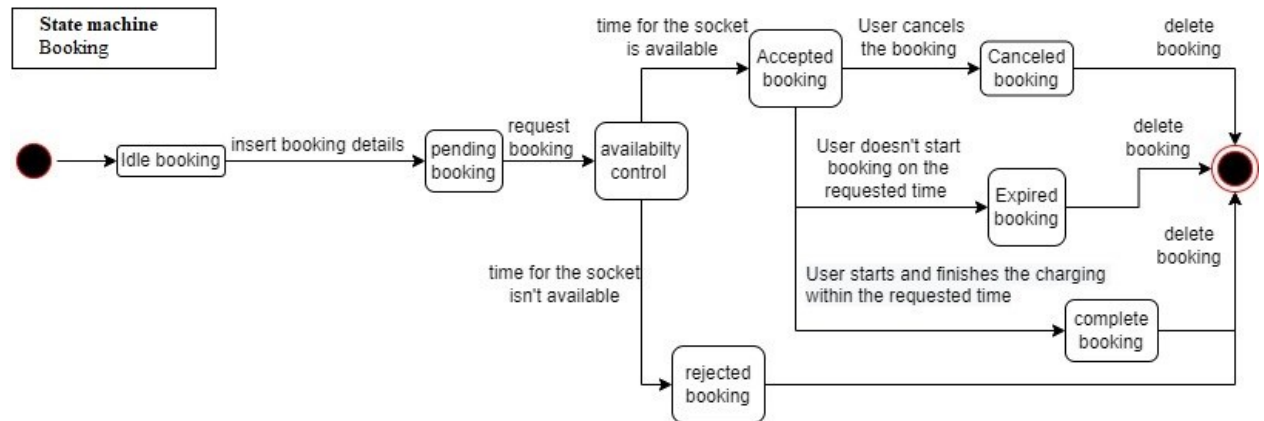 State machine
Booking
time for the socket
is available
Accepted
booking
User cancels
the booking
Canceled
booking
delete
booking
Idle booking
insert booking details
pending
booking
request
booking
availabilty
control
User doesn't start
booking on the
requested time
Expired
booking
delete
booking
time for the socket
isn't available
User starts and finishes the charging
within the requested time
complete
booking
delete
booking
rejected
booking